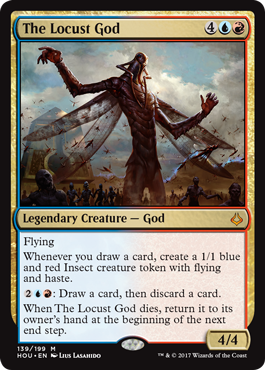 The Locust God 4
Legendary Creature — God
Flying
Whenever you draw a card, create a 1/1 blue
and red Insect creature token with flying
and haste.
2 : Draw a card, then discard a card.
When The Locust God dies, return it to
its owner's hand at the beginning of the next
end step.
4/4
139/199 M
HOU • EN Lius Lasahido
™ & © 2017 Wizards of the Coast